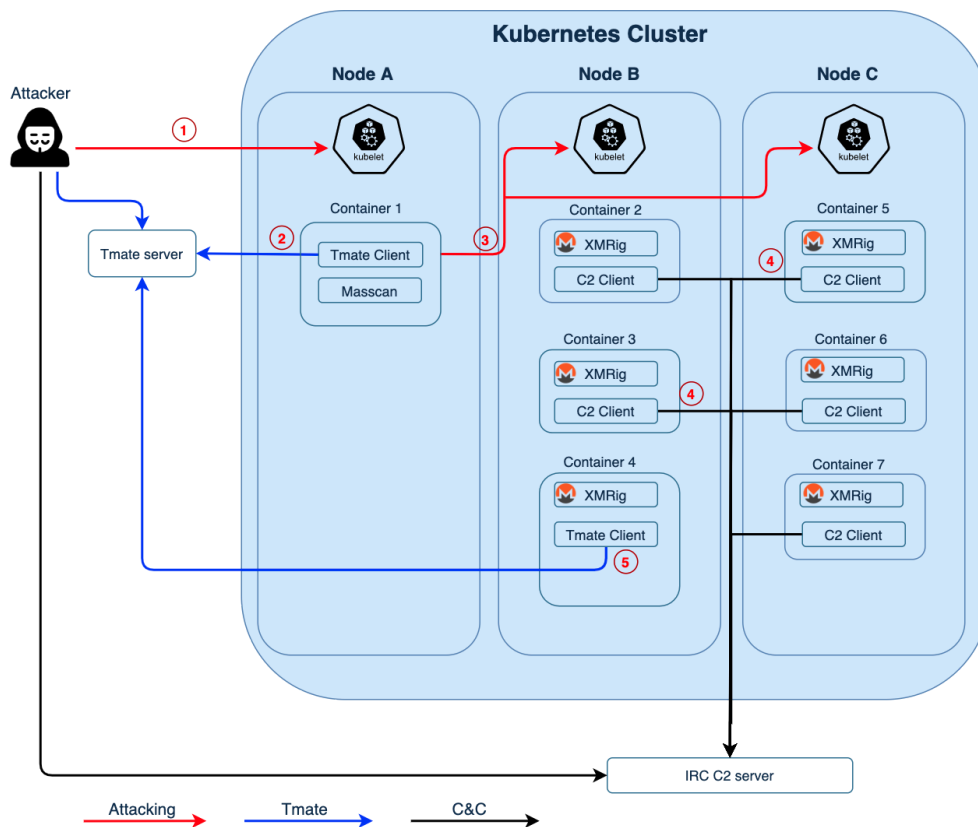 Kubernetes Cluster
Node A
Node B
Node C
Attacker
1
kubelet
kubelet
kubelet
Container 1
Container 2
Container 5
Tmate server
2
Tmate Client
3
XMRig
XMRig
4
Masscan
C2 Client
C2 Client
Container 3
Container 6
XMRig
XMRig
4
C2 Client
C2 Client
Container 4
Container 7
XMRig
XMRig
Tmate Client
C2 Client
5
IRC C2 server
Attacking
Tmate
C&C